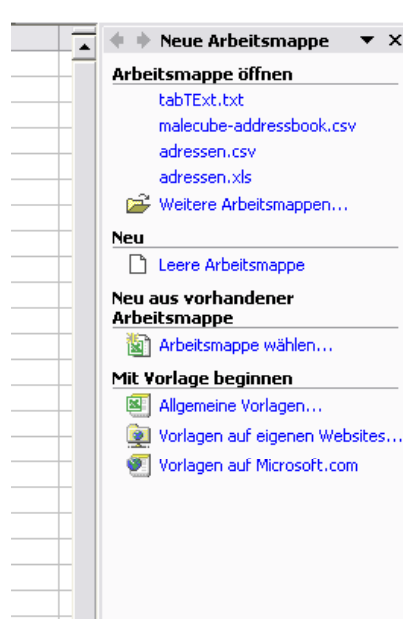 Neue Arbeitsmappe
Arbeitsmappe öffnen
tabTExt.txt
malecube-addressbook.csv
adressen.csv
adressen.xls
Weitere Arbeitsmappen...
Neu
Leere Arbeitsmappe
Neu aus vorhandener
Arbeitsmappe
Arbeitsmappe wählen...
Mit Vorlage beginnen
Allgemeine Vorlagen...
Vorlagen auf eigenen Websites...
Vorlagen auf Microsoft.com